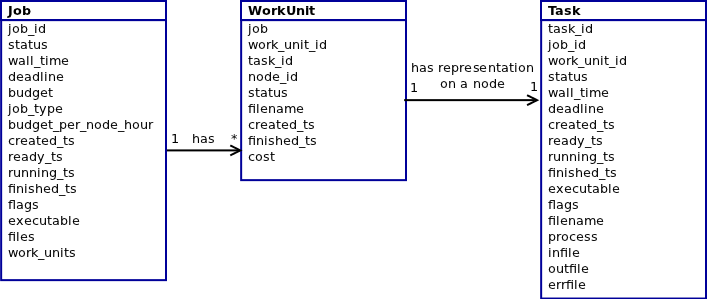 Job
job_id
status
wall_time
deadline
budget
job_type
budget_per_node_hour
created_ts
ready_ts
running_ts
finished_ts
flags
executable
files
work_units
1 has *
WorkUnit
job
work_unit_id
task_id
node_id
status
filename
created_ts
finished_ts
cost
has representation
on a node
1 1
Task
task_id
job_id
work_unit_id
status
wall_time
deadline
created_ts
ready_ts
running_ts
finished_ts
executable
flags
filename
process
infile
outfile
errfile